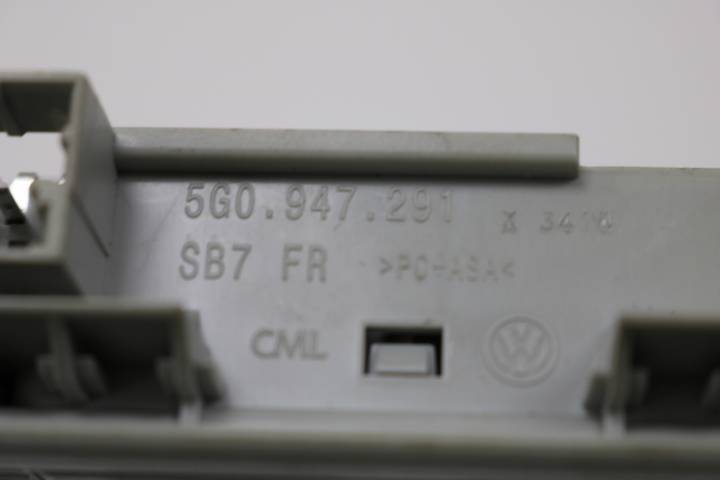 5G0.947.291
SB7 FR >PC-ASA<
CML